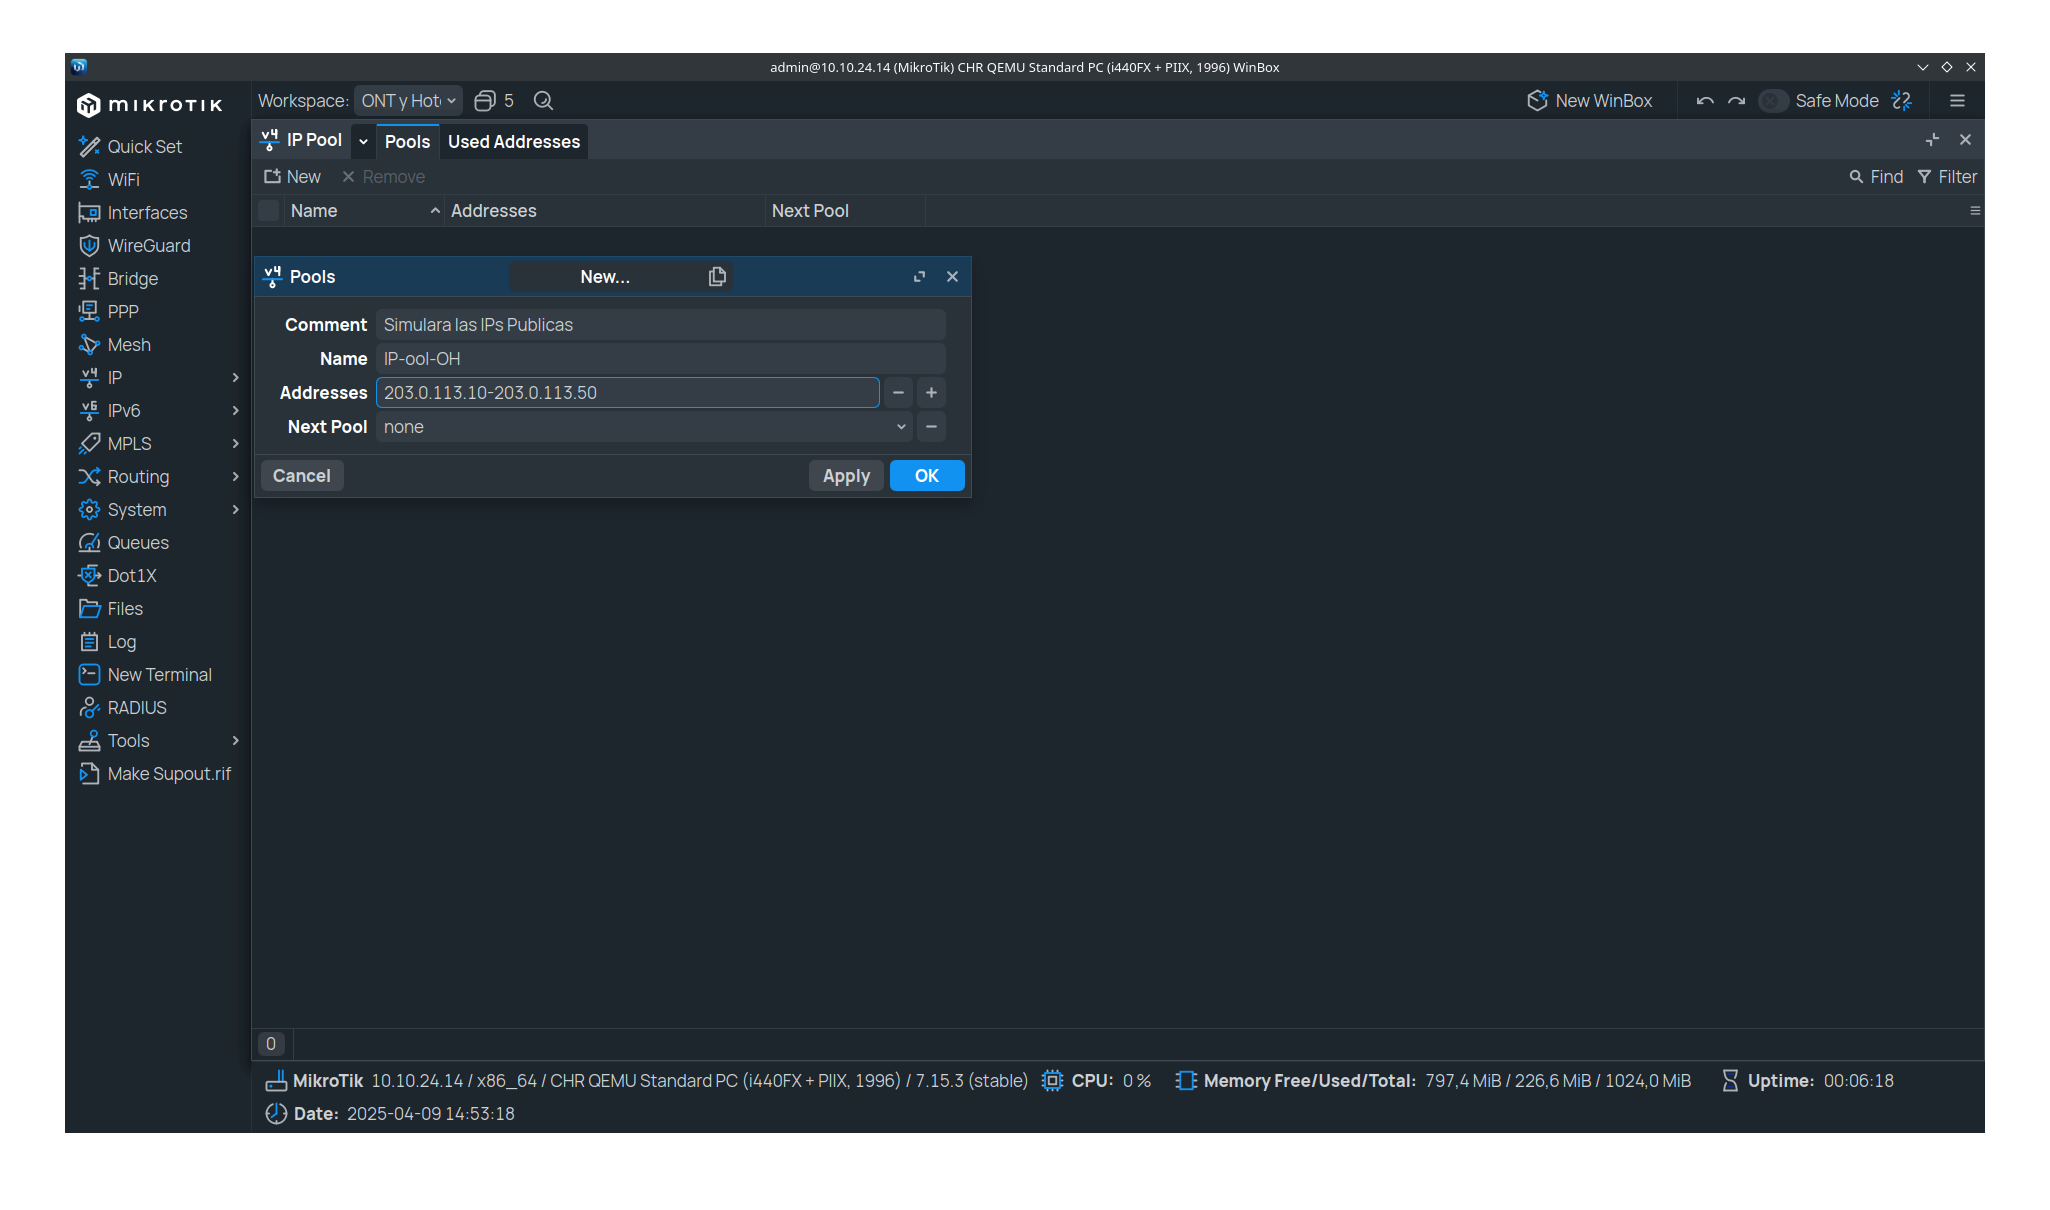 admin@10.10.24.14 (MikroTik) CHR QEMU Standard PC (i440FX + PIIX, 1996) WinBox
MIKROTIK
Workspace: ONT y Hot 5
New WinBox
Safe Mode
Quick Set
WiFi
Interfaces
WireGuard
Bridge
PPP
Mesh
IP
IPv6
MPLS
Routing
System
Queues
Dot1X
Files
Log
New Terminal
RADIUS
Tools
Make Supout.rif
IP Pool Pools Used Addresses
New Remove Find Filter
Name Addresses Next Pool
Pools New...
Comment Simulara las IPs Publicas
Name IP-ool-OH
Addresses 203.0.113.10-203.0.113.50
Next Pool none
Cancel Apply OK
0
MikroTik 10.10.24.14 / x86_64 / CHR QEMU Standard PC (i440FX + PIIX, 1996) / 7.15.3 (stable) CPU: 0 % Memory Free/Used/Total: 797,4 MiB / 226,6 MiB / 1024,0 MiB Uptime: 00:06:18
Date: 2025-04-09 14:53:18